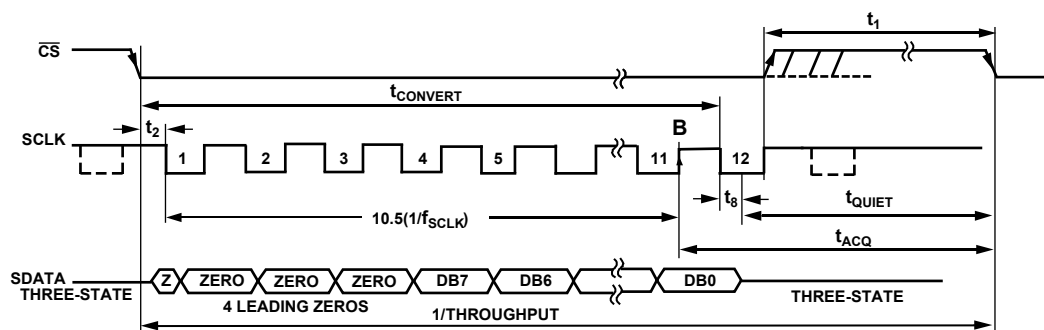 t1
CS
tCONVERT
t2
B
SCLK
1 2 3 4 5 11 12
t8
tQUIET
10.5(1/fSCLK)
tACQ
SDATA
Z ZERO ZERO ZERO DB7 DB6 DB0
THREE-STATE
THREE-STATE
4 LEADING ZEROS
1/THROUGHPUT